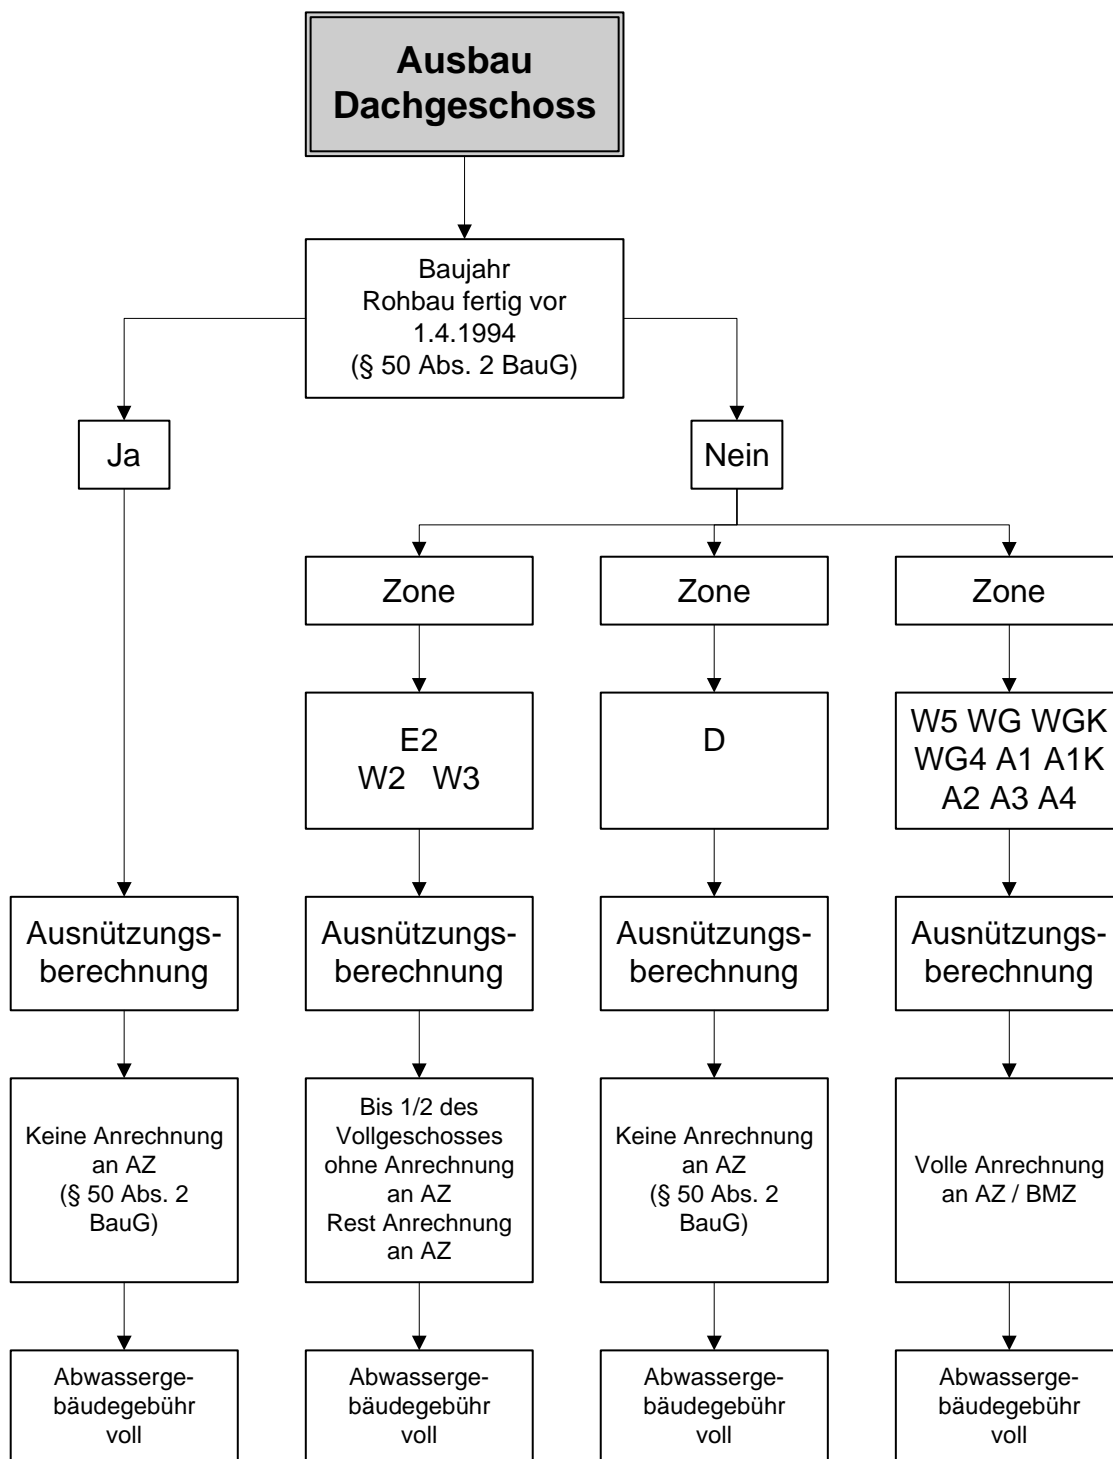 Ausbau
Dachgeschoss
Baujahr
Rohbau fertig vor
1.4.1994
(§ 50 Abs. 2 BauG)
Ja
Nein
Zone
Zone
Zone
E2
W2 W3
D
W5 WG WGK
WG4 A1 A1K
A2 A3 A4
Ausnützungs-
berechnung
Ausnützungs-
berechnung
Ausnützungs-
berechnung
Ausnützungs-
berechnung
Keine Anrechnung
an AZ
(§ 50 Abs. 2
BauG)
Bis 1/2 des
Vollgeschosses
ohne Anrechnung
an AZ
Rest Anrechnung
an AZ
Keine Anrechnung
an AZ
(§ 50 Abs. 2
BauG)
Volle Anrechnung
an AZ / BMZ
Abwasserge-
bäudegebühr
voll
Abwasserge-
bäudegebühr
voll
Abwasserge-
bäudegebühr
voll
Abwasserge-
bäudegebühr
voll